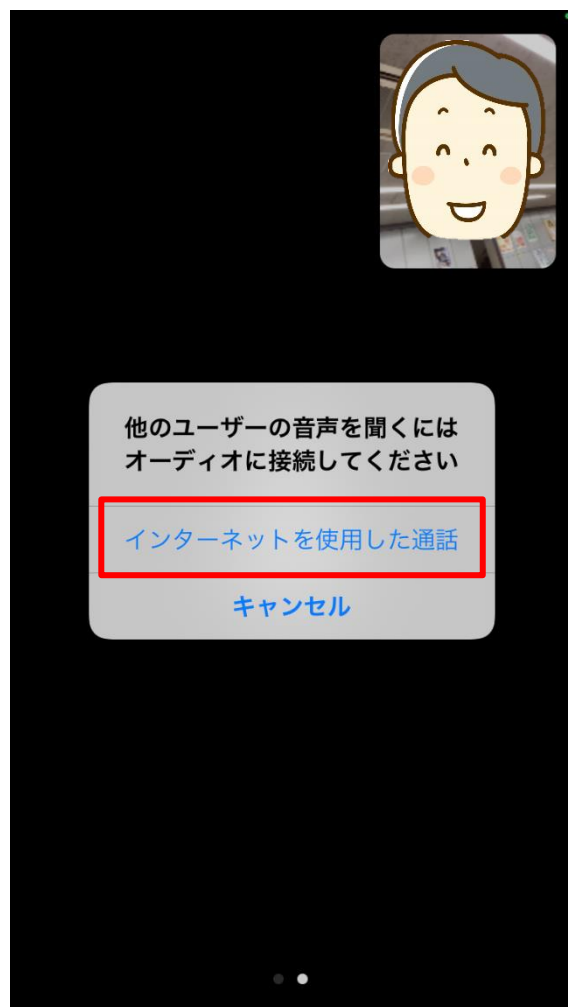 他のユーザーの音声を聞くには
オーディオに接続してください
インターネットを使用した通話
キャンセル